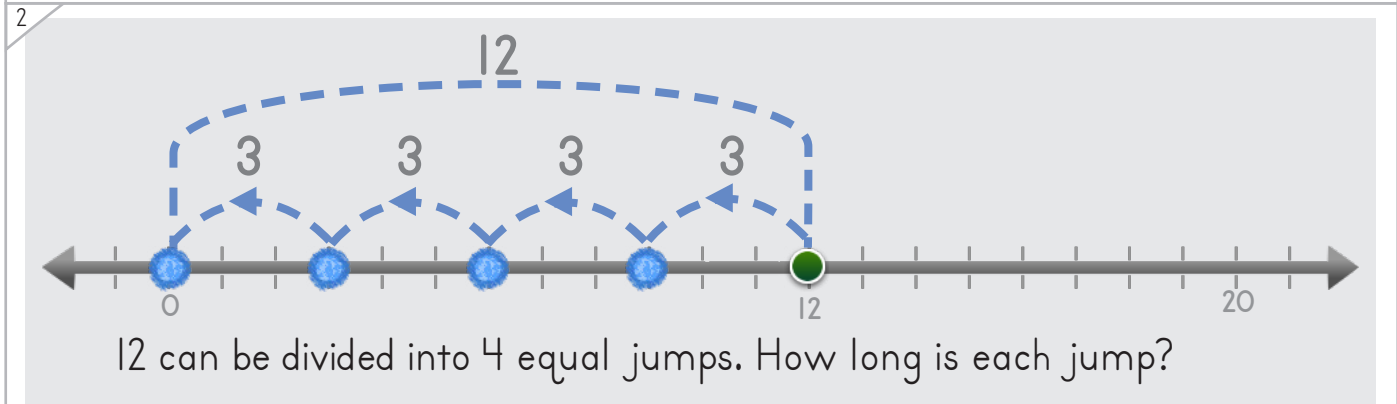 2
12
3 3 3 3
0 12 20
12 can be divided into 4 equal jumps. How long is each jump?